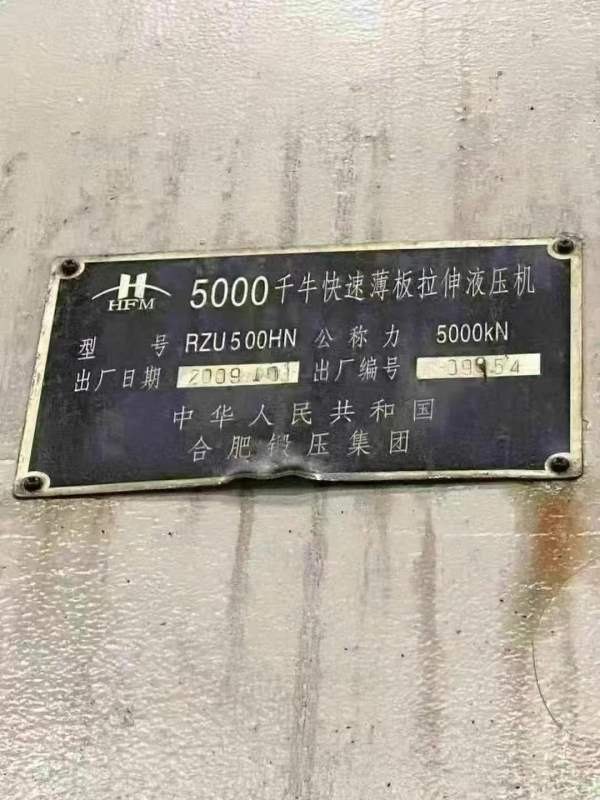 HFM
5000千牛快速薄板拉伸液压机
型 号 RZU500HN 公称力 5000kN
出厂日期 2009 出厂编号
中华人民共和国
合肥锻压集团